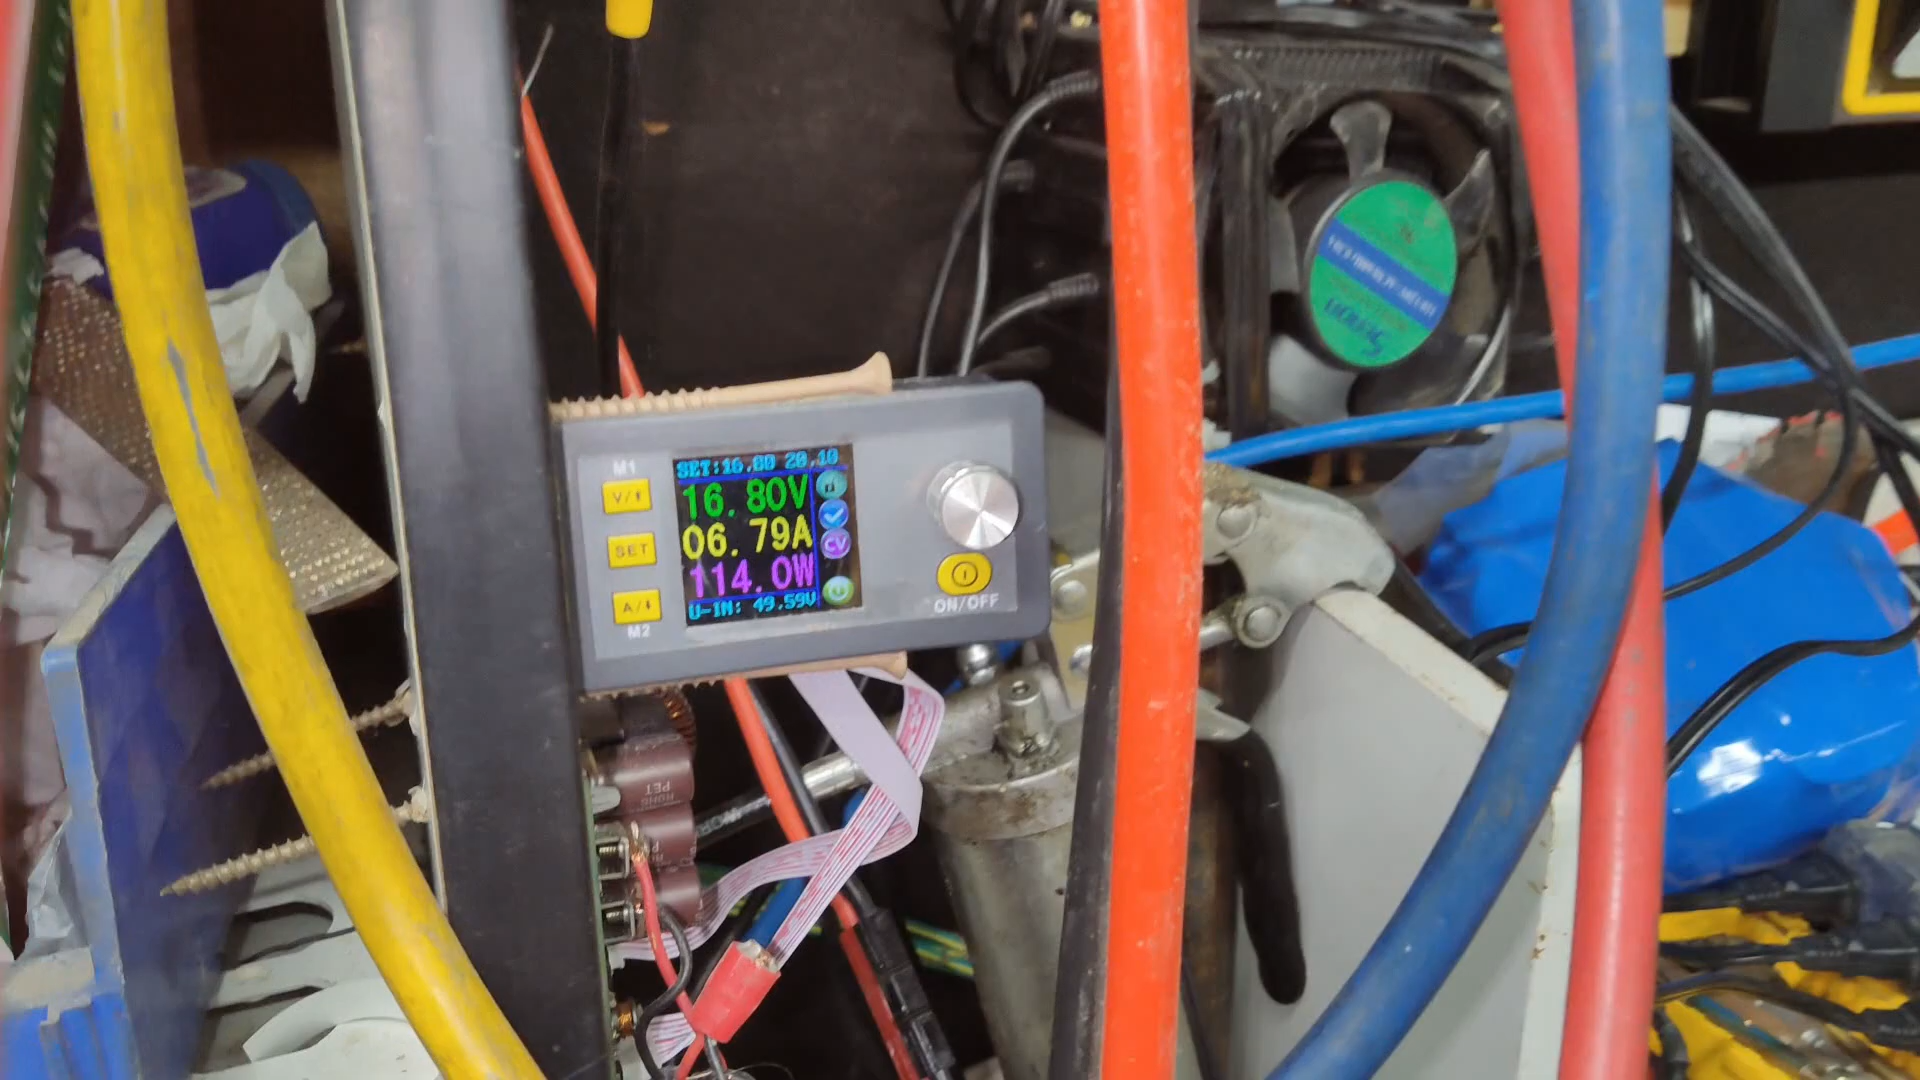 M1
V/⬆
SET
A/⬇
M2
SET:16.80 20.10
16.80V
06.79A
114.0W
U-IN: 49.59V
CV
ON/OFF
PET